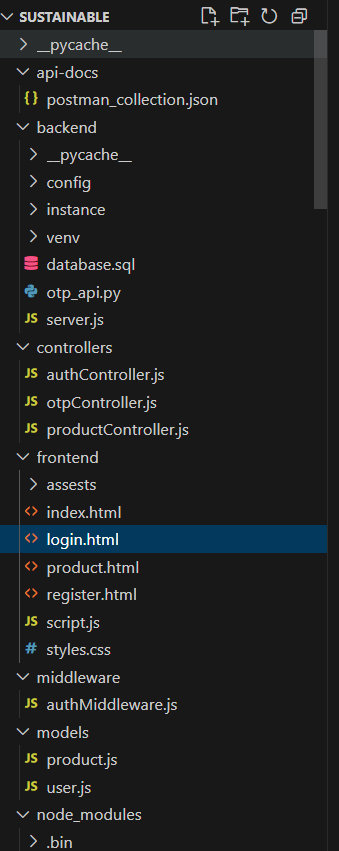 SUSTAINABLE
__pycache__
api-docs
{} postman_collection.json
backend
__pycache__
config
instance
venv
database.sql
otp_api.py
JS server.js
controllers
JS authController.js
JS otpController.js
JS productController.js
frontend
assests
<> index.html
<> login.html
<> product.html
<> register.html
JS script.js
# styles.css
middleware
JS authMiddleware.js
models
JS product.js
JS user.js
node_modules
.bin